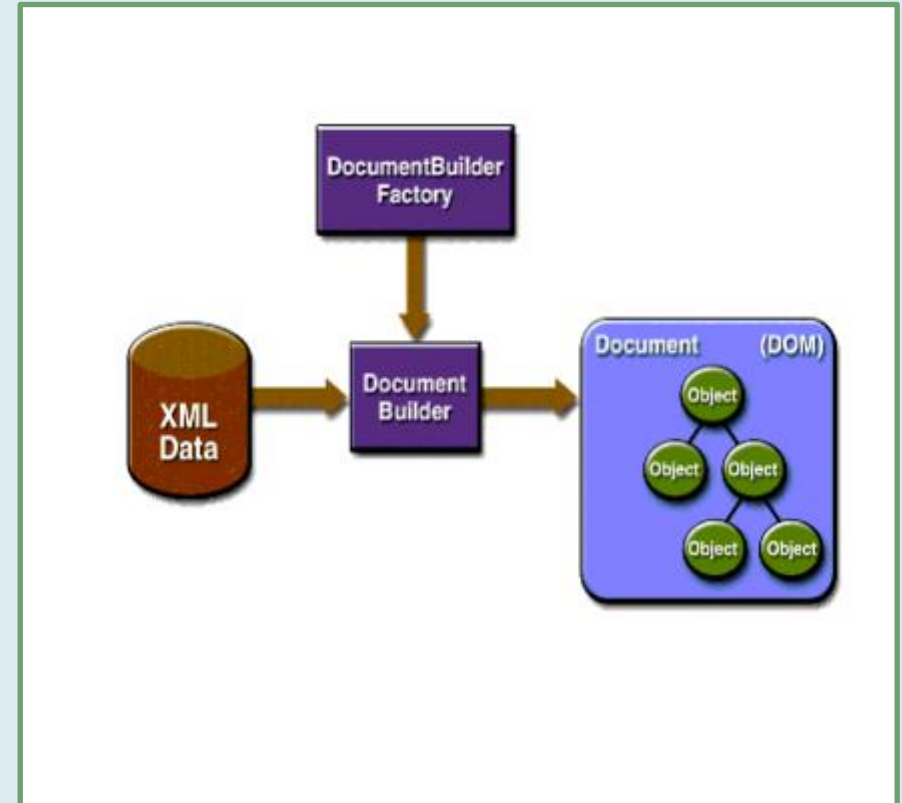 DocumentBuilder
Factory
XML
Data
Document
Builder
Document (DOM)
Object
Object
Object
Object
Object